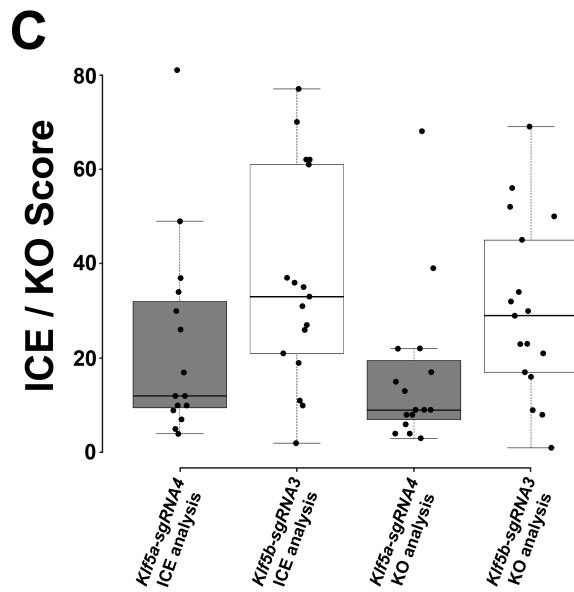 C
ICE / KO Score
80
60
40
20
0
Klf5a-sgRNA4
ICE analysis
Klf5b-sgRNA3
ICE analysis
Klf5a-sgRNA4
KO analysis
Klf5b-sgRNA3
KO analysis